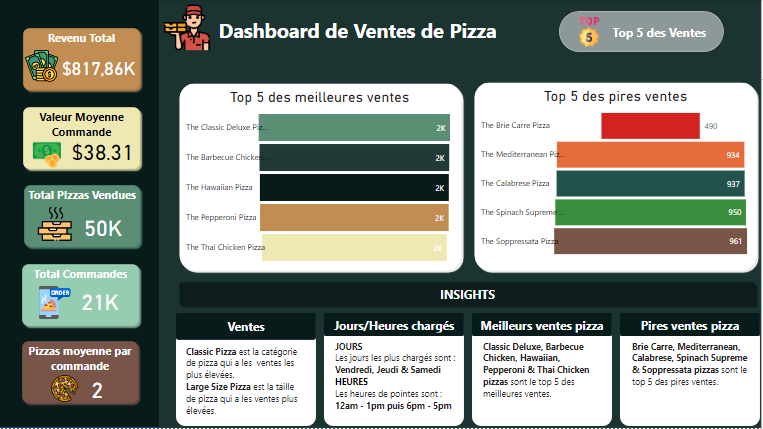 Dashboard de Ventes de Pizza
TOP
5
Top 5 des Ventes
Revenu Total
$817,86K
Valeur Moyenne
Commande
$38.31
Total PIzzas Vendues
50K
Total Commandes
ORDER
21K
Pizzas moyenne par
commande
2
Top 5 des meilleures ventes
The Classic Deluxe Piz...
2K
The Barbecue Chicken...
2K
The Hawaiian Pizza
2K
The Pepperoni Pizza
2K
The Thai Chicken Pizza
2K
Top 5 des pires ventes
The Brie Carre Pizza
490
The Mediterranean Piz...
934
The Calabrese Pizza
937
The Spinach Supreme ...
950
The Soppressata Pizza
961
INSIGHTS
Ventes
Classic Pizza est la catégorie
de pizza qui a les ventes les
plus élevées.
Large Size Pizza est la taille
de pizza qui a les ventes plus
élevées.
Jours/Heures chargés
JOURS
Les jours les plus chargés sont :
Vendredi, Jeudi & Samedi
HEURES
Les heures de pointes sont :
12am - 1pm puis 6pm - 5pm
Meilleurs ventes pizza
Classic Deluxe, Barbecue
Chicken, Hawaiian,
Pepperoni & Thai Chicken
pizzas sont le top 5 des
meilleures ventes.
Pires ventes pizza
Brie Carre, Mediterranean,
Calabrese, Spinach Supreme
& Soppressata pizzas sont le
top 5 des pires ventes.